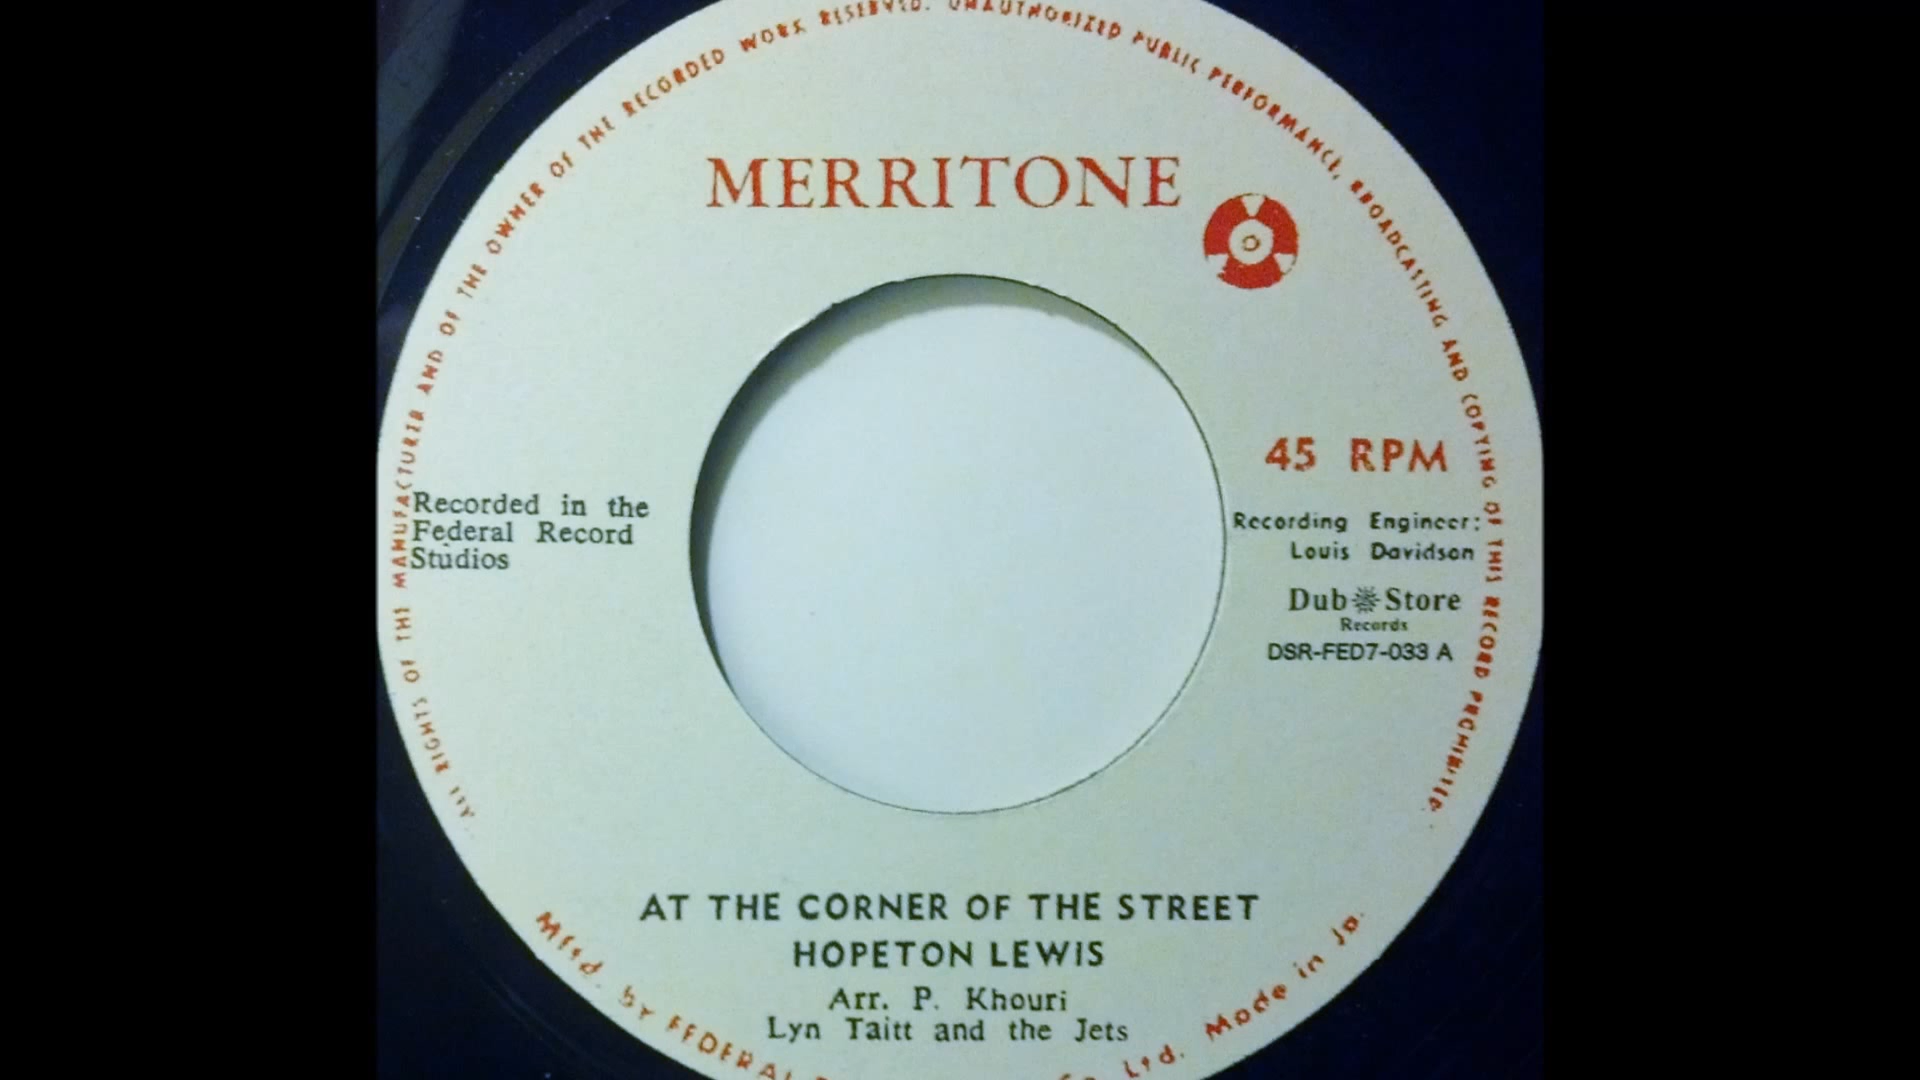 ALL RIGHTS OF THE MANUFACTURER AND OF THE OWNER OF THE RECORDED WORK RESERVED. UNAUTHORIZED PUBLIC PERFORMANCE, BROADCASTING AND COPYING OF THIS RECORD PROHIBITED.
MERRITONE
45 RPM
Recorded in the
Federal Record
Studios
Recording Engineer:
Louis Davidson
Dub Store
Records
DSR-FED7-033 A
AT THE CORNER OF THE STREET
HOPETON LEWIS
Arr. P. Khouri
Lyn Taitt and the Jets
Mfd. by FEDERAL Co. Ltd. Made in Ja.